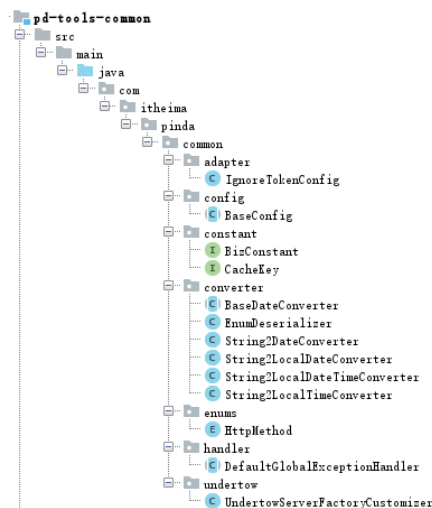 pd-tools-common
src
main
java
com
itheima
pinda
common
adapter
C IgnoreTokenConfig
config
C BaseConfig
constant
I BizConstant
I CacheKey
converter
C BaseDateConverter
C EnumDeserializer
C String2DateConverter
C String2LocalDateConverter
C String2LocalDateTimeConverter
C String2LocalTimeConverter
enums
E HttpMethod
handler
C DefaultGlobalExceptionHandler
undertow
C UndertowServerFactoryCustomizer